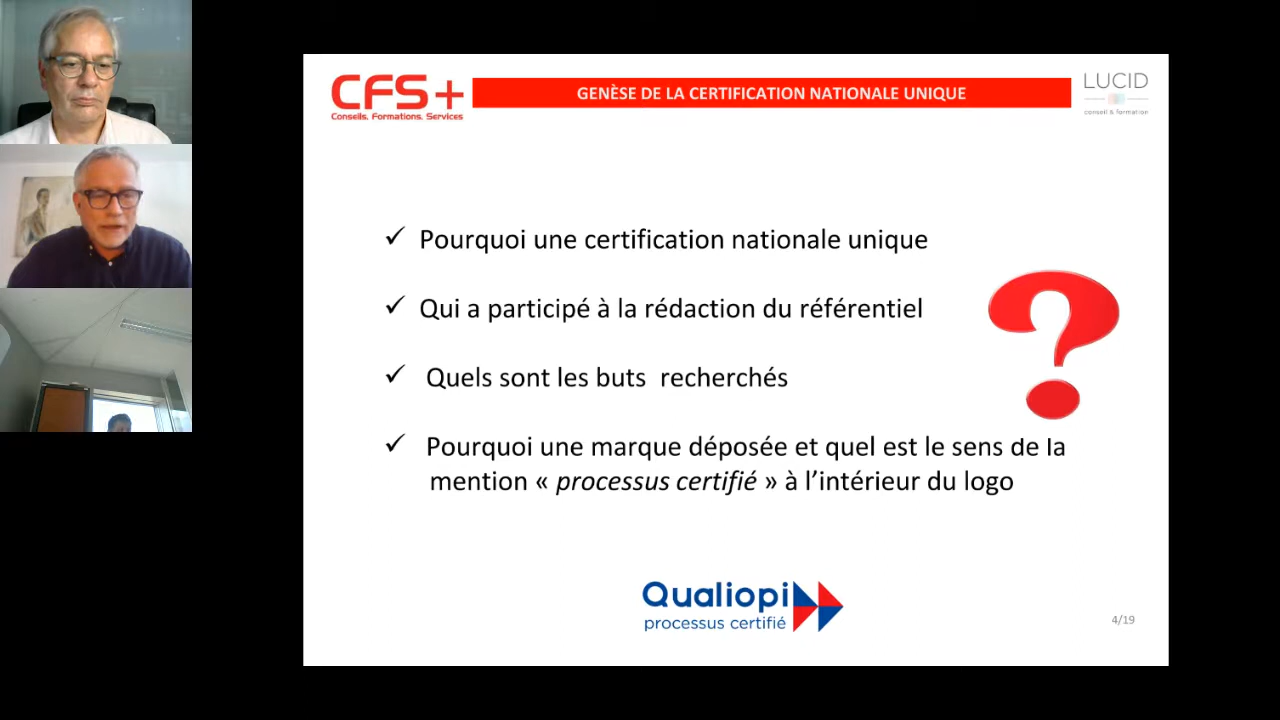 CFS+
Conseils, Formations, Services
GENÈSE DE LA CERTIFICATION NATIONALE UNIQUE
LUCID
conseil & formation
✓ Pourquoi une certification nationale unique
✓ Qui a participé à la rédaction du référentiel
✓ Quels sont les buts recherchés
✓ Pourquoi une marque déposée et quel est le sens de la
mention « processus certifié » à l’intérieur du logo
?
Qualiopi
processus certifié
4/19